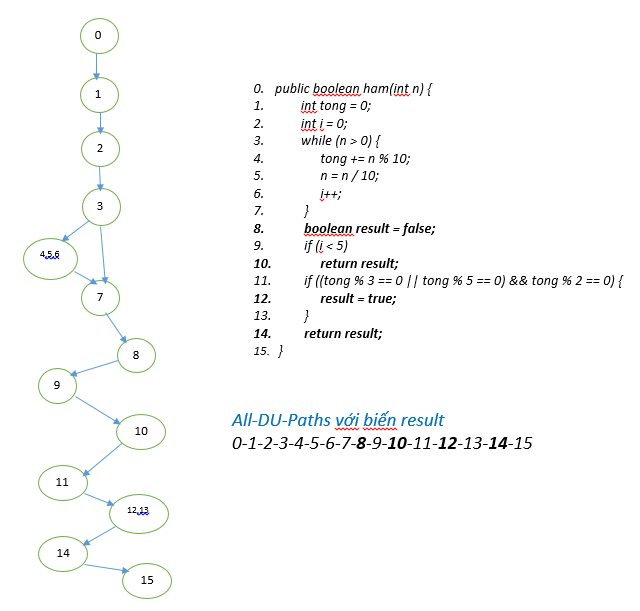 0
1
2
3
4,5,6
7
8
9
10
11
12,13
14
15
0. public boolean ham(int n) {
1. int tong = 0;
2. int i = 0;
3. while (n > 0) {
4. tong += n % 10;
5. n = n / 10;
6. i++;
7. }
8. boolean result = false;
9. if (i < 5)
10. return result;
11. if ((tong % 3 == 0 || tong % 5 == 0) && tong % 2 == 0) {
12. result = true;
13. }
14. return result;
15. }
All-DU-Paths với biến result
0-1-2-3-4-5-6-7-8-9-10-11-12-13-14-15